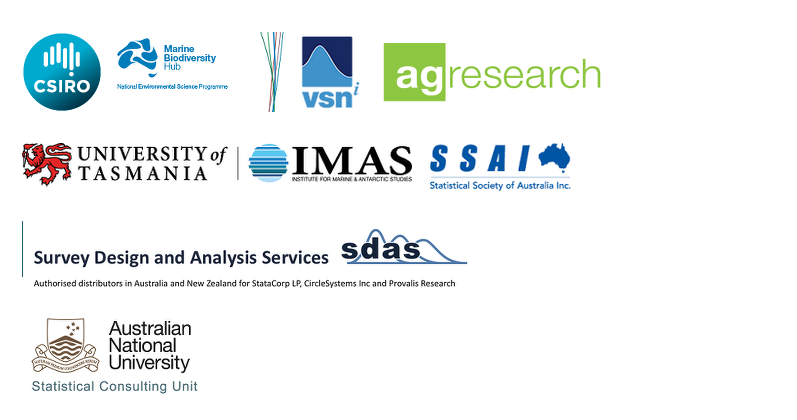 CSIRO
Marine
Biodiversity
Hub
National Environmental Science Programme
vsni
agresearch
UNIVERSITY of
TASMANIA
IMAS
INSTITUTE FOR MARINE & ANTARCTIC STUDIES
SSAI
Statistical Society of Australia Inc.
Survey Design and Analysis Services
sdas
Authorised distributors in Australia and New Zealand for StataCorp LP, CircleSystems Inc and Provalis Research
Australian
National
University
Statistical Consulting Unit